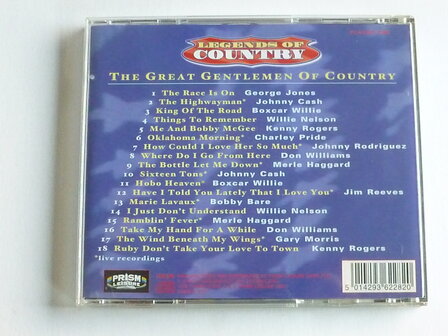 LEGENDS OF
COUNTRY
THE GREAT GENTLEMEN OF COUNTRY
1 The Race Is On George Jones
2 The Highwayman* Johnny Cash
3 King Of The Road Boxcar Willie
4 Things To Remember Willie Nelson
5 Me And Bobby McGee Kenny Rogers
6 Oklahoma Morning* Charley Pride
7 How Could I Love Her So Much* Johnny Rodriguez
8 Where Do I Go From Here Don Williams
9 The Bottle Let Me Down* Merle Haggard
10 Sixteen Tons* Johnny Cash
11 Hobo Heaven* Boxcar Willie
12 Have I Told You Lately That I Love You* Jim Reeves
13 Marie Lavaux* Bobby Bare
14 I Just Don't Understand Willie Nelson
15 Ramblin' Fever* Merle Haggard
16 Take My Hand For A While Don Williams
17 The Wind Beneath My Wings* Gary Morris
18 Ruby Don't Take Your Love To Town Kenny Rogers
*live recordings
PRISM
LEISURE
5 014293 622820